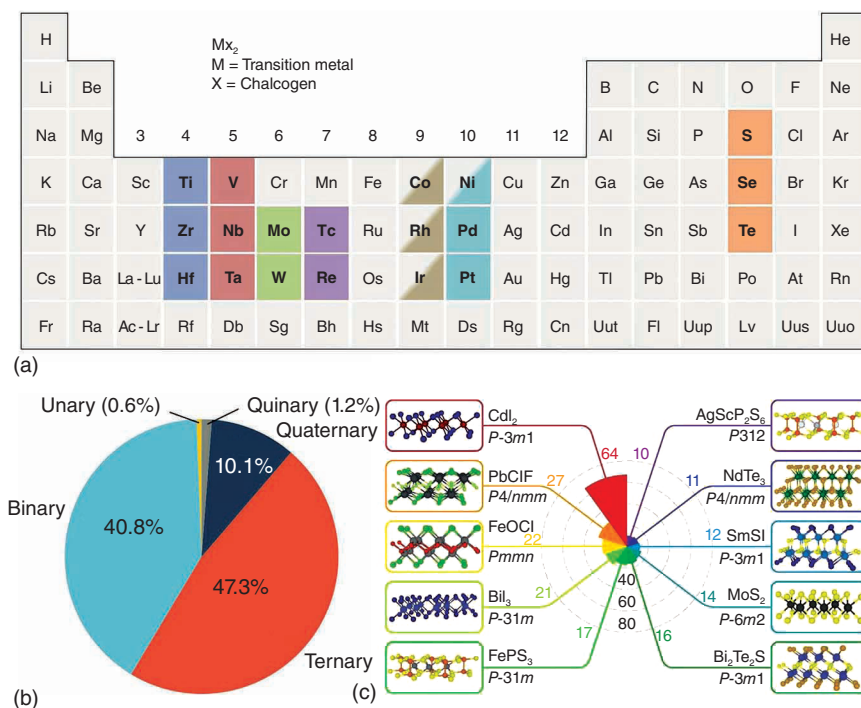 H He
Mx2
M = Transition metal
X = Chalcogen
Li Be B C N O F Ne
Na Mg 3 4 5 6 7 8 9 10 11 12 Al Si P S Cl Ar
K Ca Sc Ti V Cr Mn Fe Co Ni Cu Zn Ga Ge As Se Br Kr
Rb Sr Y Zr Nb Mo Tc Ru Rh Pd Ag Cd In Sn Sb Te I Xe
Cs Ba La-Lu Hf Ta W Re Os Ir Pt Au Hg Tl Pb Bi Po At Rn
Fr Ra Ac-Lr Rf Db Sg Bh Hs Mt Ds Rg Cn Uut Fl Uup Lv Uus Uuo
(a)
Unary (0.6%)
Quinary (1.2%)
Quaternary
10.1%
Binary
40.8%
47.3%
Ternary
(b)
CdI2
P-3m1
64
PbClF
P4/nmm
27
FeOCl
Pmmn
22
BiI3
P-31m
21
FePS3
P-31m
17
40
60
80
AgScP2S6
P312
10
NdTe3
P4/nmm
11
SmSI
P-3m1
12
MoS2
P-6m2
14
Bi2Te2S
P-3m1
16
(c)